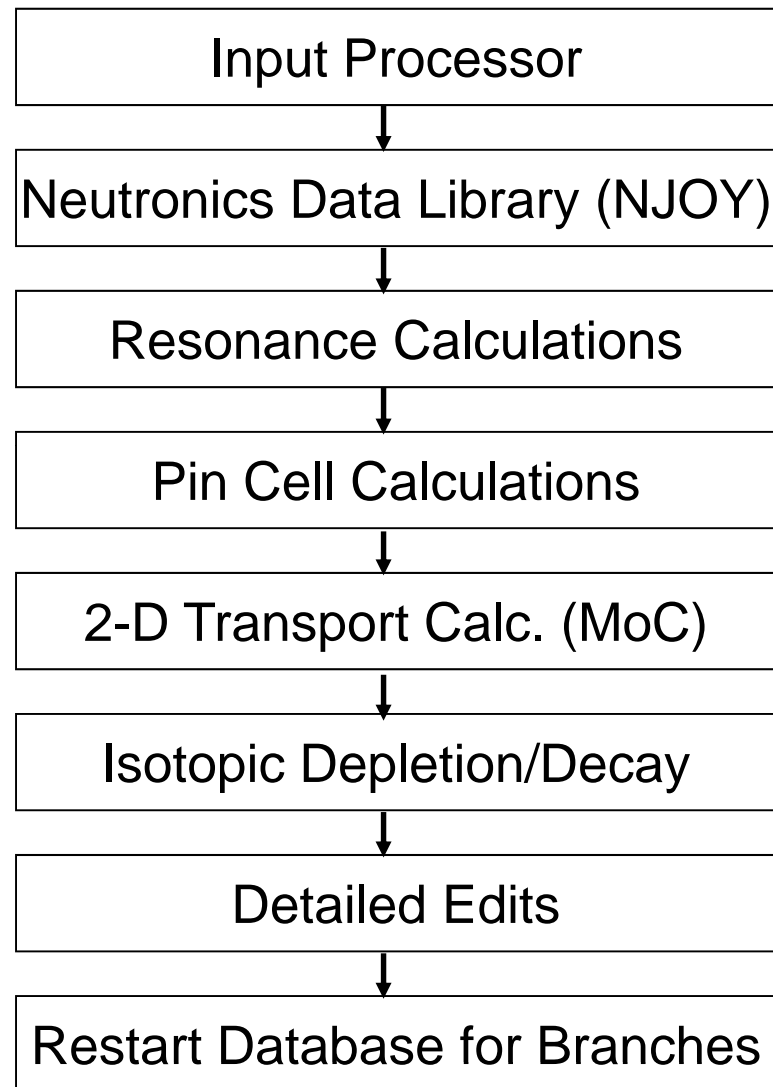 Input Processor
Neutronics Data Library (NJOY)
Resonance Calculations
Pin Cell Calculations
2-D Transport Calc. (MoC)
Isotopic Depletion/Decay
Detailed Edits
Restart Database for Branches